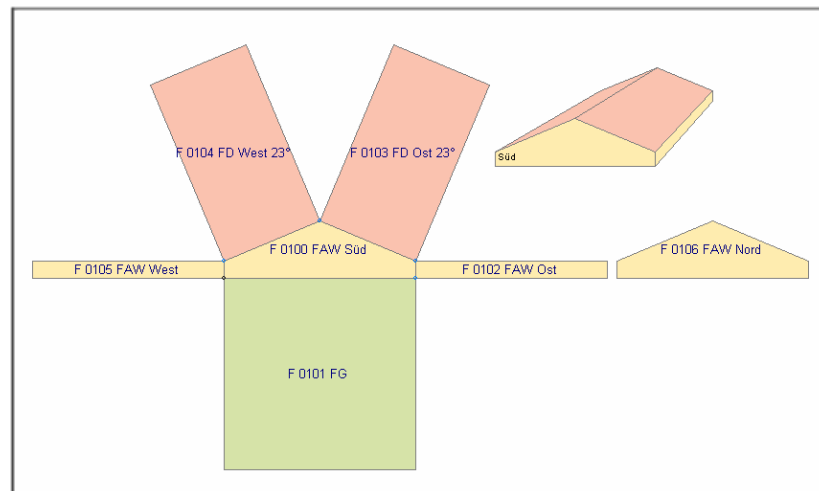 F 0104 FD West 23°
F 0103 FD Ost 23°
Süd
F 0105 FAW West
F 0100 FAW Süd
F 0102 FAW Ost
F 0106 FAW Nord
F 0101 FG